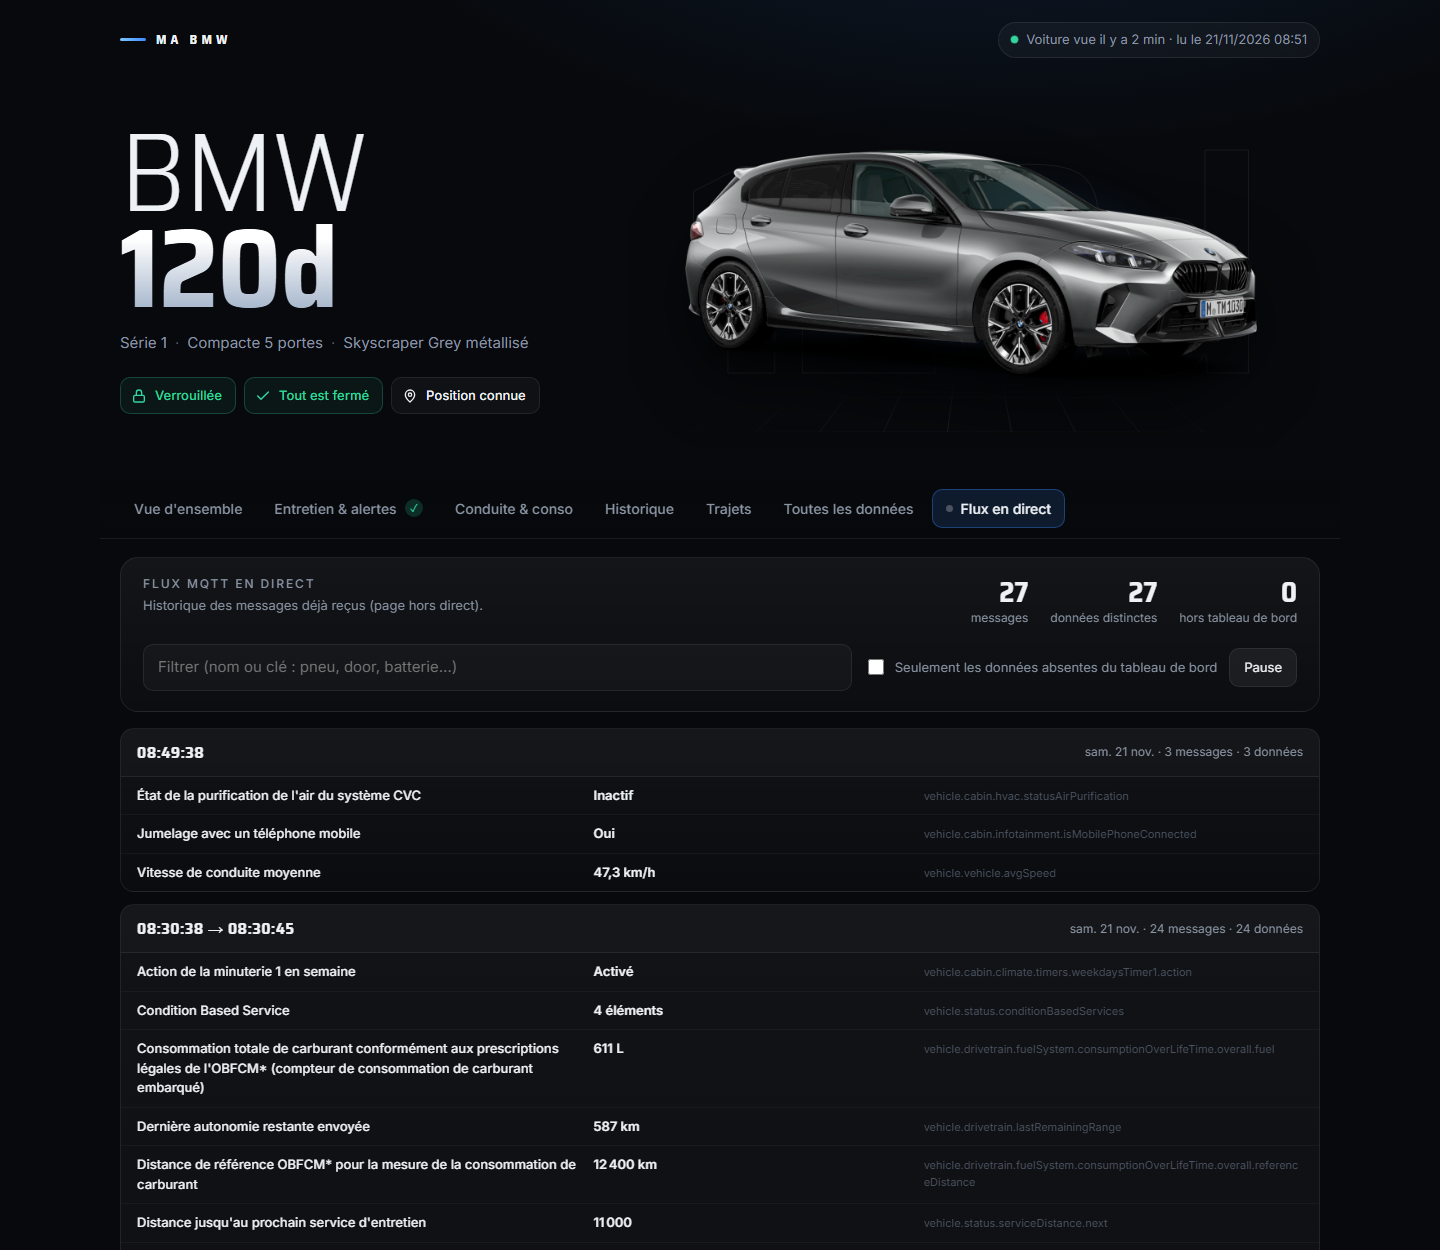 MA BMW
Voiture vue il y a 2 min · lu le 21/11/2026 08:51
BMW
120d
Série 1 · Compacte 5 portes · Skyscraper Grey métallisé
M TM1030
Verrouillée
Tout est fermé
Position connue
Vue d'ensemble
Entretien & alertes ✓
Conduite & conso
Historique
Trajets
Toutes les données
Flux en direct
FLUX MQTT EN DIRECT
Historique des messages déjà reçus (page hors direct).
27
messages
27
données distinctes
0
hors tableau de bord
Filtrer (nom ou clé : pneu, door, batterie…)
Seulement les données absentes du tableau de bord
Pause
08:49:38
sam. 21 nov. · 3 messages · 3 données
État de la purification de l'air du système CVC
Inactif
vehicle.cabin.hvac.statusAirPurification
Jumelage avec un téléphone mobile
Oui
vehicle.cabin.infotainment.isMobilePhoneConnected
Vitesse de conduite moyenne
47,3 km/h
vehicle.vehicle.avgSpeed
08:30:38 → 08:30:45
sam. 21 nov. · 24 messages · 24 données
Action de la minuterie 1 en semaine
Activé
vehicle.cabin.climate.timers.weekdaysTimer1.action
Condition Based Service
4 éléments
vehicle.status.conditionBasedServices
Consommation totale de carburant conformément aux prescriptions
légales de l'OBFCM* (compteur de consommation de carburant
embarqué)
611 L
vehicle.drivetrain.fuelSystem.consumptionOverLifeTime.overall.fuel
Dernière autonomie restante envoyée
587 km
vehicle.drivetrain.lastRemainingRange
Distance de référence OBFCM* pour la mesure de la consommation de
carburant
12 400 km
vehicle.drivetrain.fuelSystem.consumptionOverLifeTime.overall.referenc
eDistance
Distance jusqu'au prochain service d'entretien
11 000
vehicle.status.serviceDistance.next